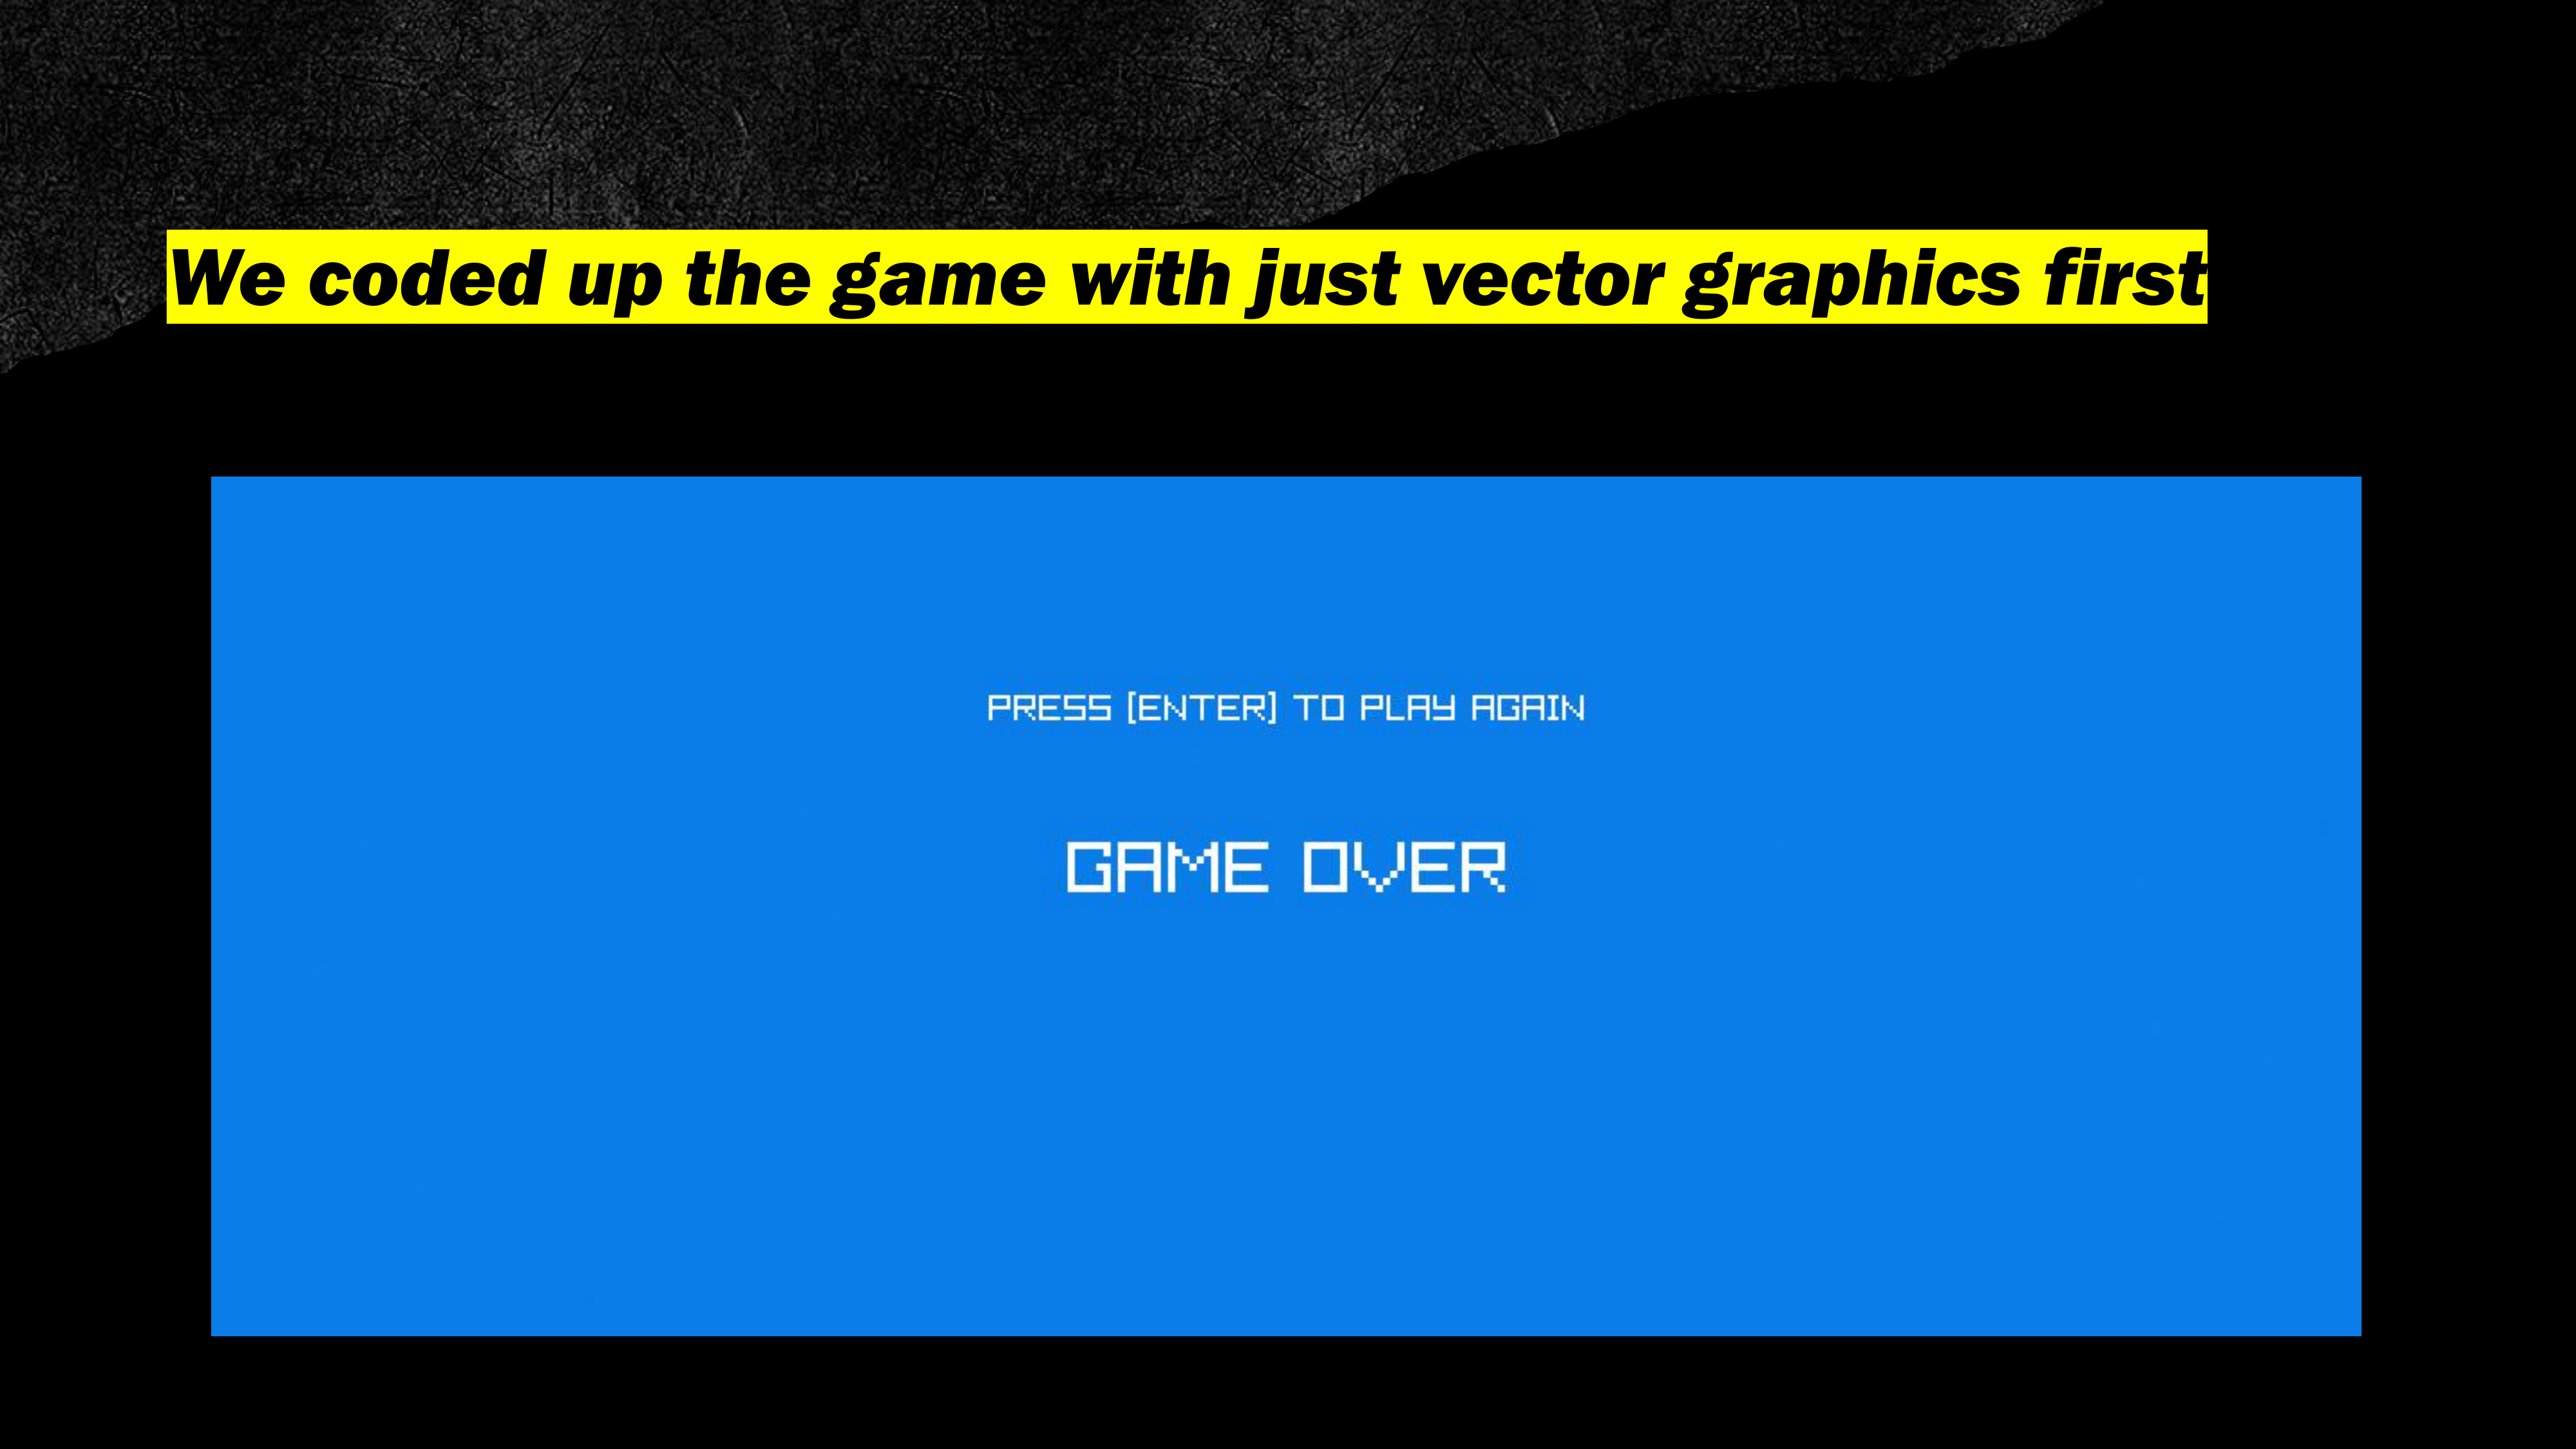 We coded up the game with just vector graphics first
PRESS [ENTER] TO PLAY AGAIN
GAME OVER